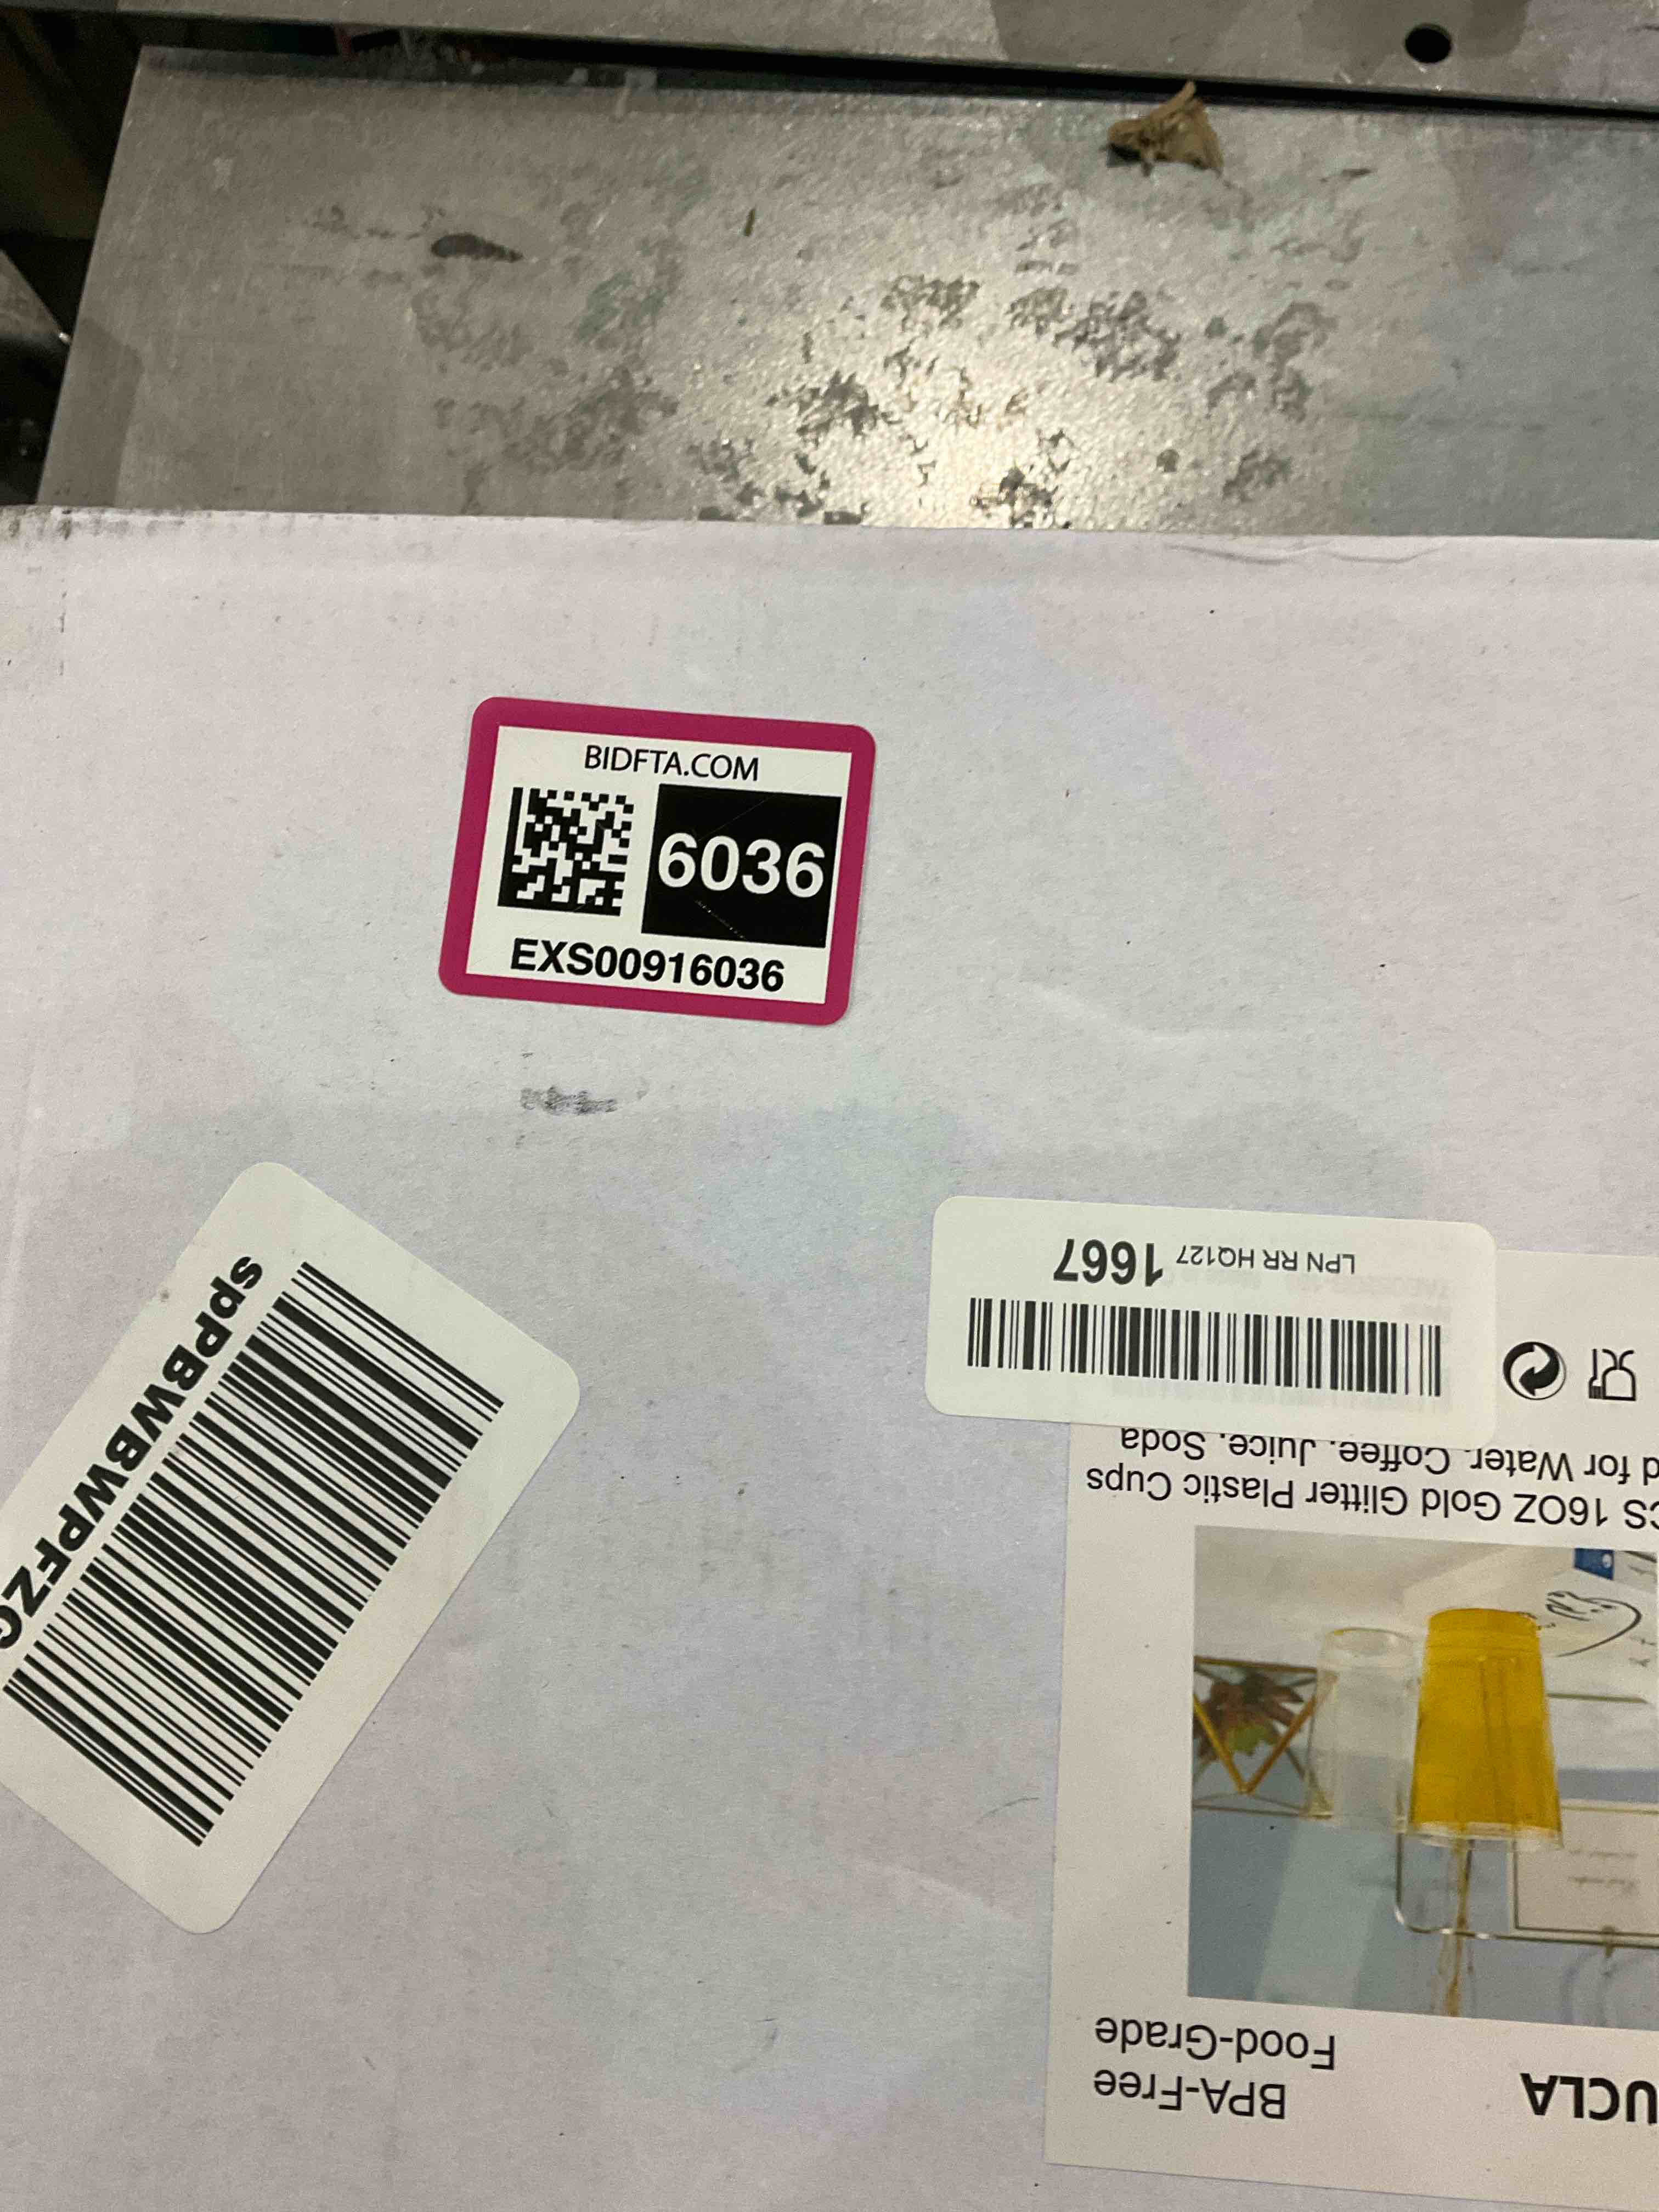 BIDFTA.COM
6036
EXS00916036
spPBWBWPFZ
LPN RR HQ127 1667
d for Water, Coffee, Juice, Soda
CS 16OZ Gold Glitter Plastic Cups
Food-Grade
BPA-Free
UCLA